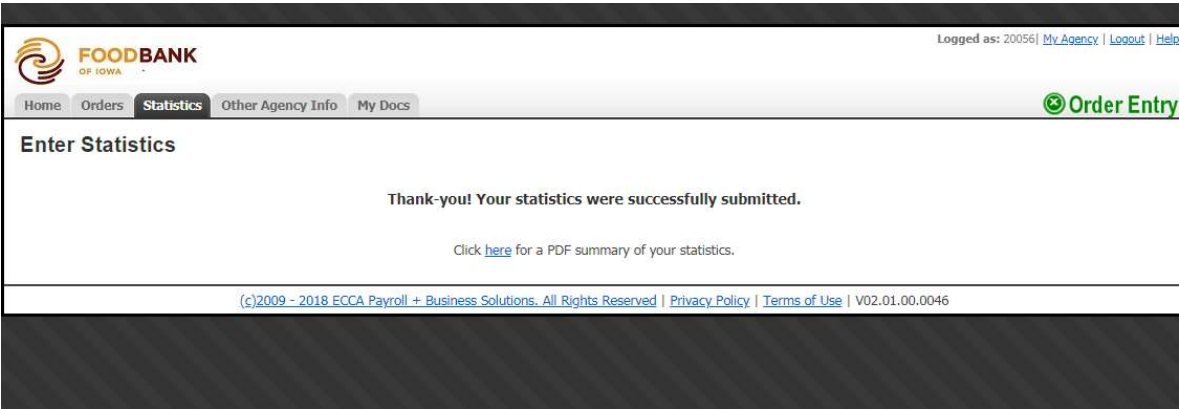 Logged as: 20056| My Agency | Logout | Help
FOODBANK
OF IOWA
Home Orders Statistics Other Agency Info My Docs
Order Entry
Enter Statistics
Thank-you! Your statistics were successfully submitted.
Click here for a PDF summary of your statistics.
(c)2009 - 2018 ECCA Payroll + Business Solutions. All Rights Reserved | Privacy Policy | Terms of Use | V02.01.00.0046